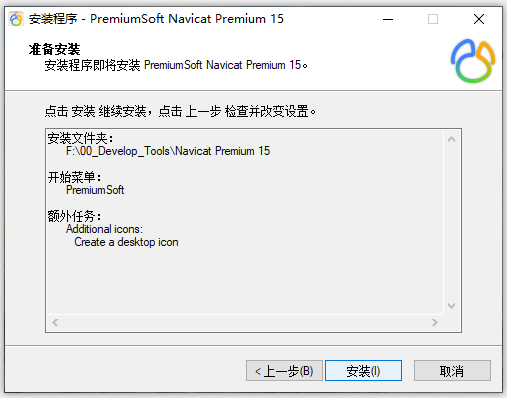 安装程序 - PremiumSoft Navicat Premium 15
准备安装
安装程序即将安装 PremiumSoft Navicat Premium 15。
点击 安装 继续安装，点击 上一步 检查并改变设置。
安装文件夹：
F:\00_Develop_Tools\Navicat Premium 15
开始菜单：
PremiumSoft
额外任务：
Additional icons:
Create a desktop icon
< 上一步(B)
安装(I)
取消